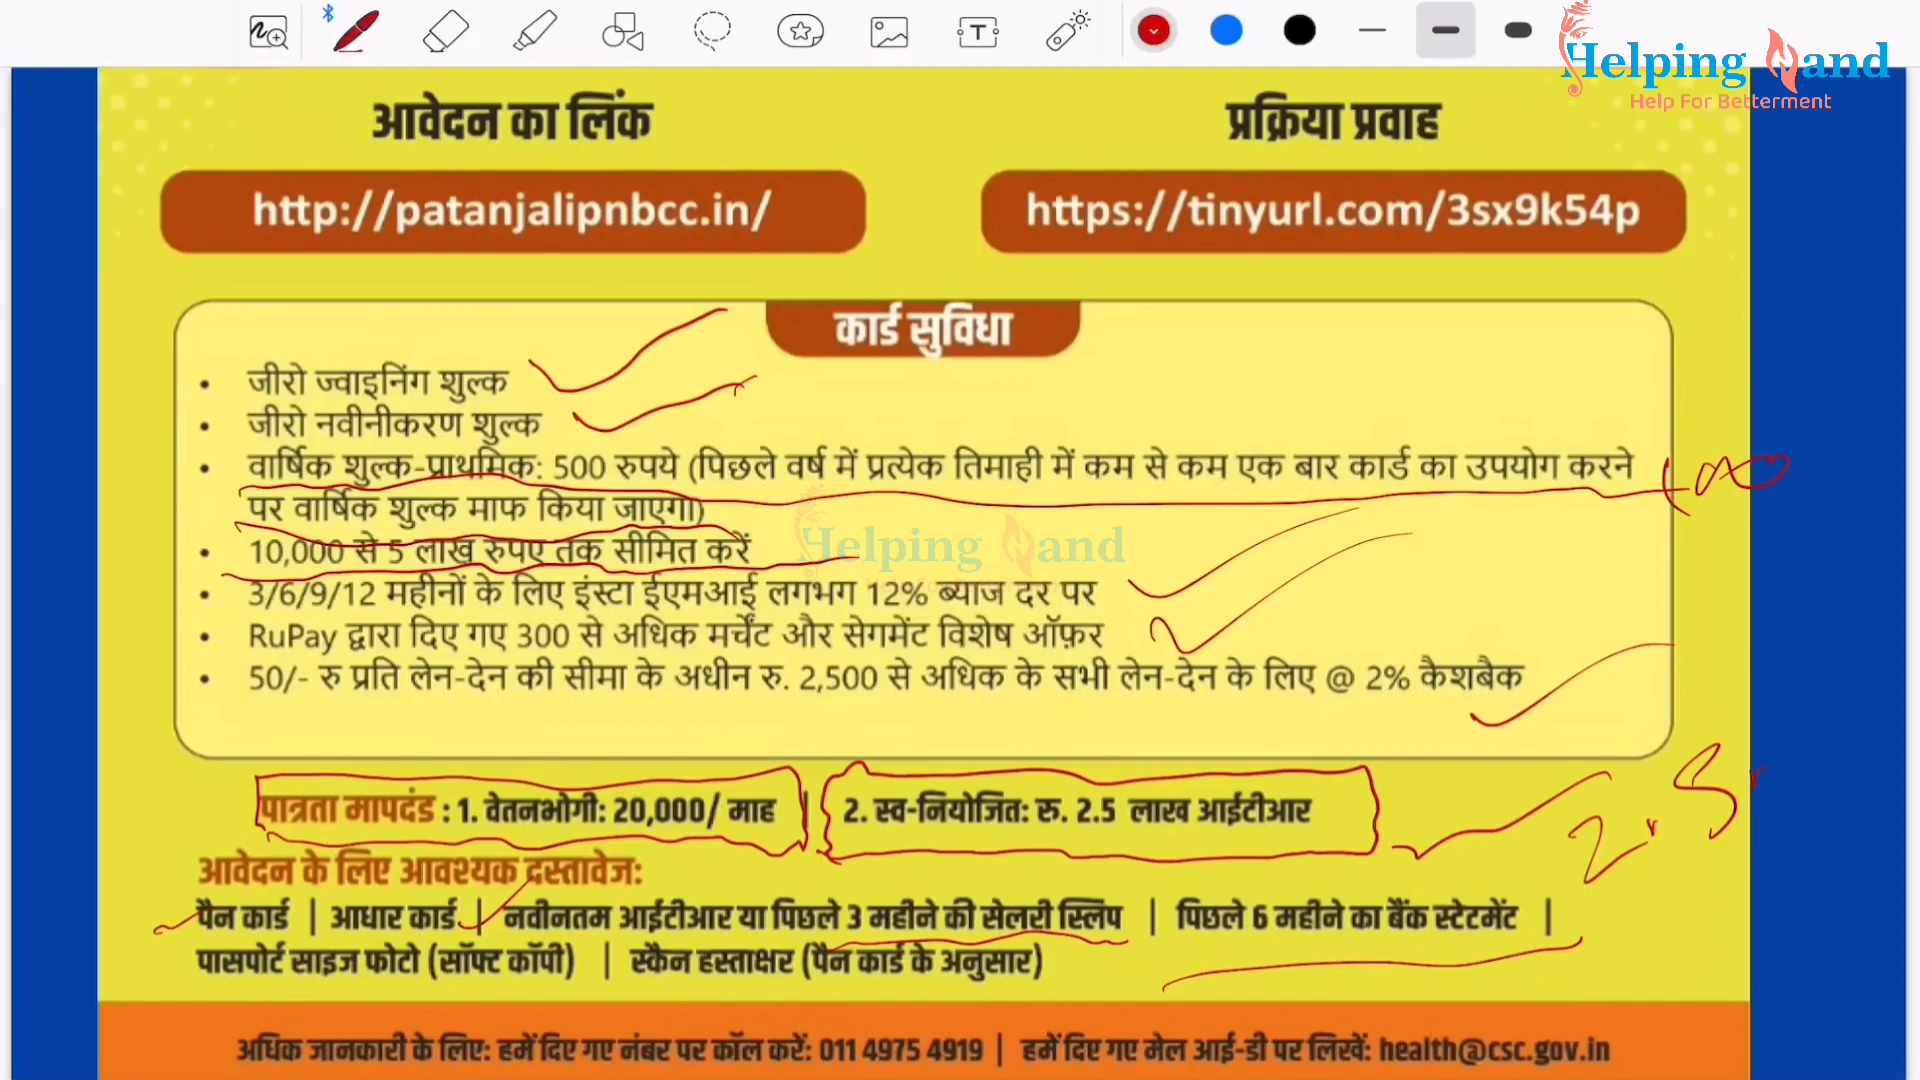 Helping Hand
Help For Betterment
आवेदन का लिंक
http://patanjalipnbcc.in/
प्रक्रिया प्रवाह
https://tinyurl.com/3sx9k54p
कार्ड सुविधा
• जीरो ज्वाइनिंग शुल्क
• जीरो नवीनीकरण शुल्क
• वार्षिक शुल्क-प्राथमिक: 500 रुपये (पिछले वर्ष में प्रत्येक तिमाही में कम से कम एक बार कार्ड का उपयोग करने
पर वार्षिक शुल्क माफ किया जाएगा)
• 10,000 से 5 लाख रुपए तक सीमित करें
• 3/6/9/12 महीनों के लिए इंस्टा ईएमआई लगभग 12% ब्याज दर पर
• RuPay द्वारा दिए गए 300 से अधिक मर्चेंट और सेगमेंट विशेष ऑफ़र
• 50/- रु प्रति लेन-देन की सीमा के अधीन रु. 2,500 से अधिक के सभी लेन-देन के लिए @ 2% कैशबैक
Helping Hand
पात्रता मापदंड : 1. वेतनभोगी: 20,000/ माह | 2. स्व-नियोजित: रु. 2.5 लाख आईटीआर
आवेदन के लिए आवश्यक दस्तावेज:
पैन कार्ड | आधार कार्ड | नवीनतम आईटीआर या पिछले 3 महीने की सेलरी स्लिप | पिछले 6 महीने का बैंक स्टेटमेंट |
पासपोर्ट साइज फोटो (सॉफ्ट कॉपी) | स्कैन हस्ताक्षर (पैन कार्ड के अनुसार)
अधिक जानकारी के लिए: हमें दिए गए नंबर पर कॉल करें: 011 4975 4919 | हमें दिए गए मेल आई-डी पर लिखें: health@csc.gov.in